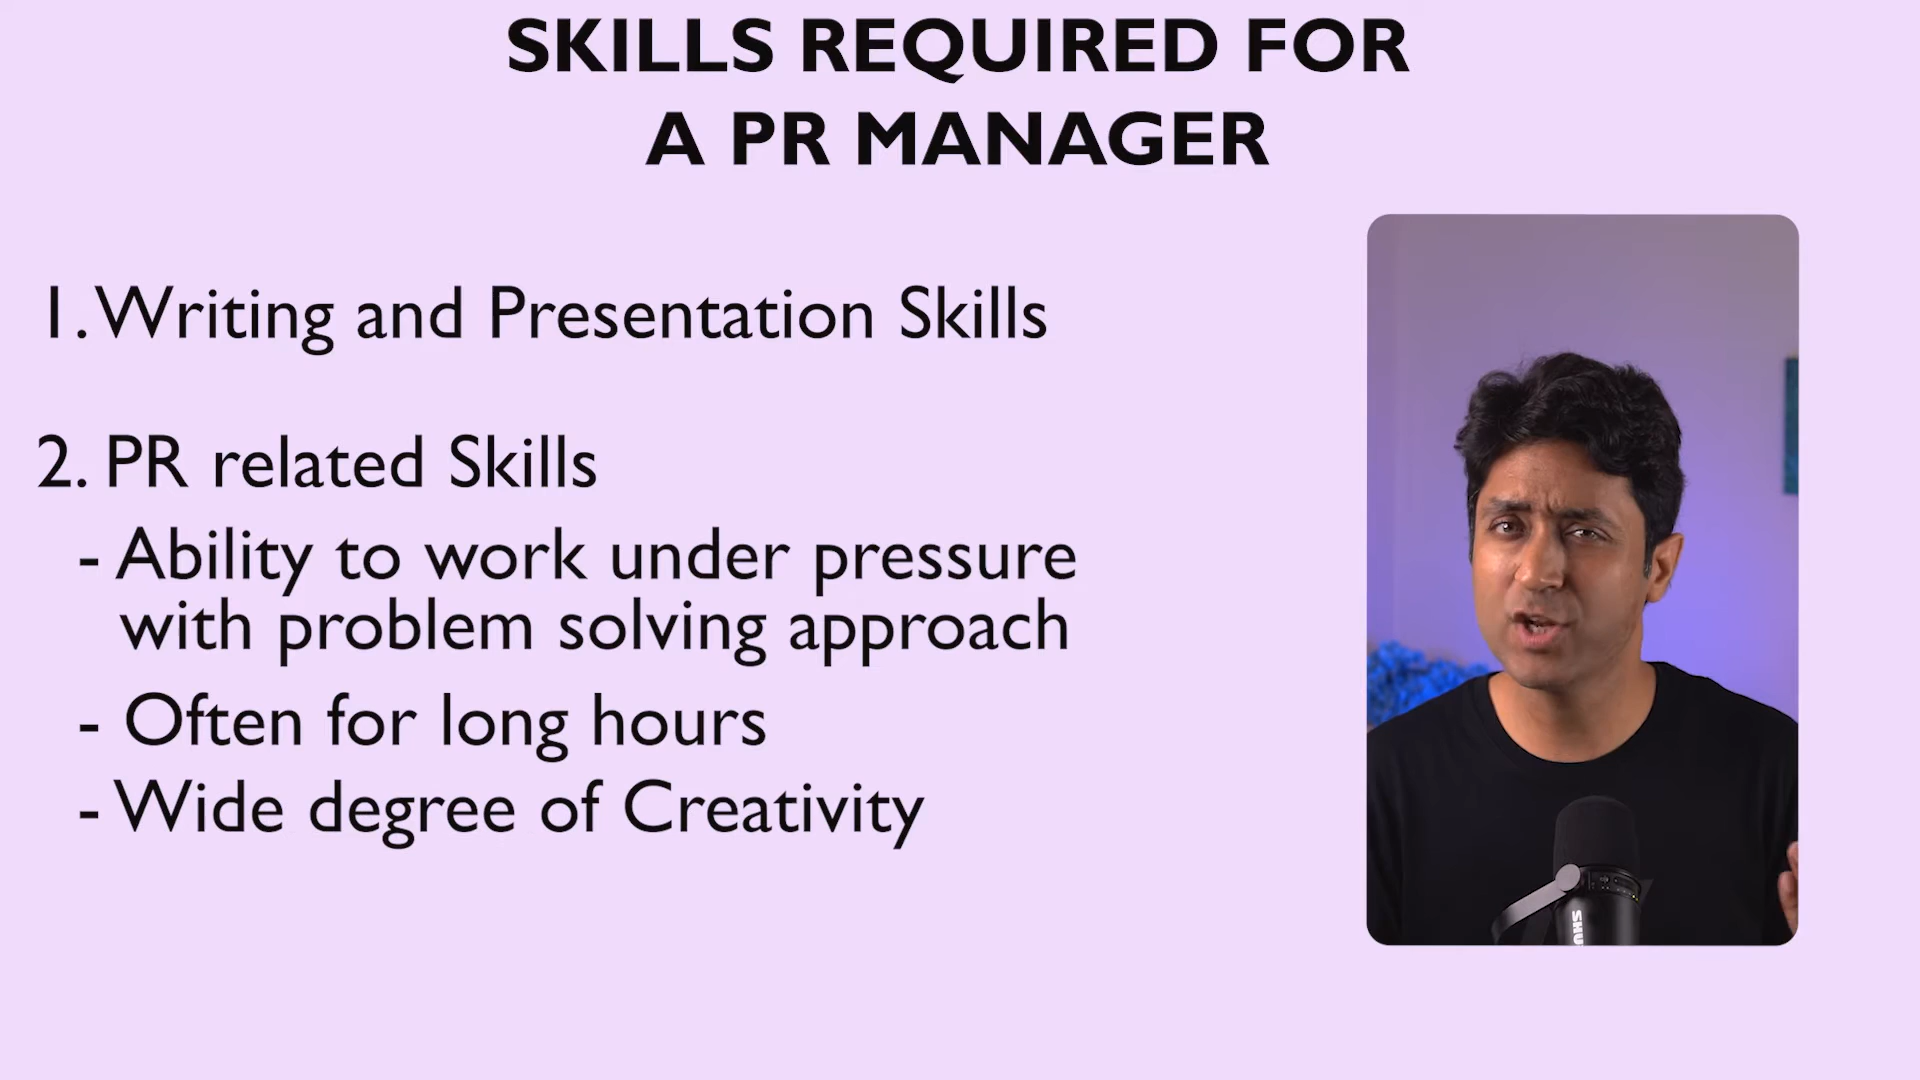 SKILLS REQUIRED FOR
A PR MANAGER
1. Writing and Presentation Skills
2. PR related Skills
- Ability to work under pressure
with problem solving approach
- Often for long hours
- Wide degree of Creativity
SHU